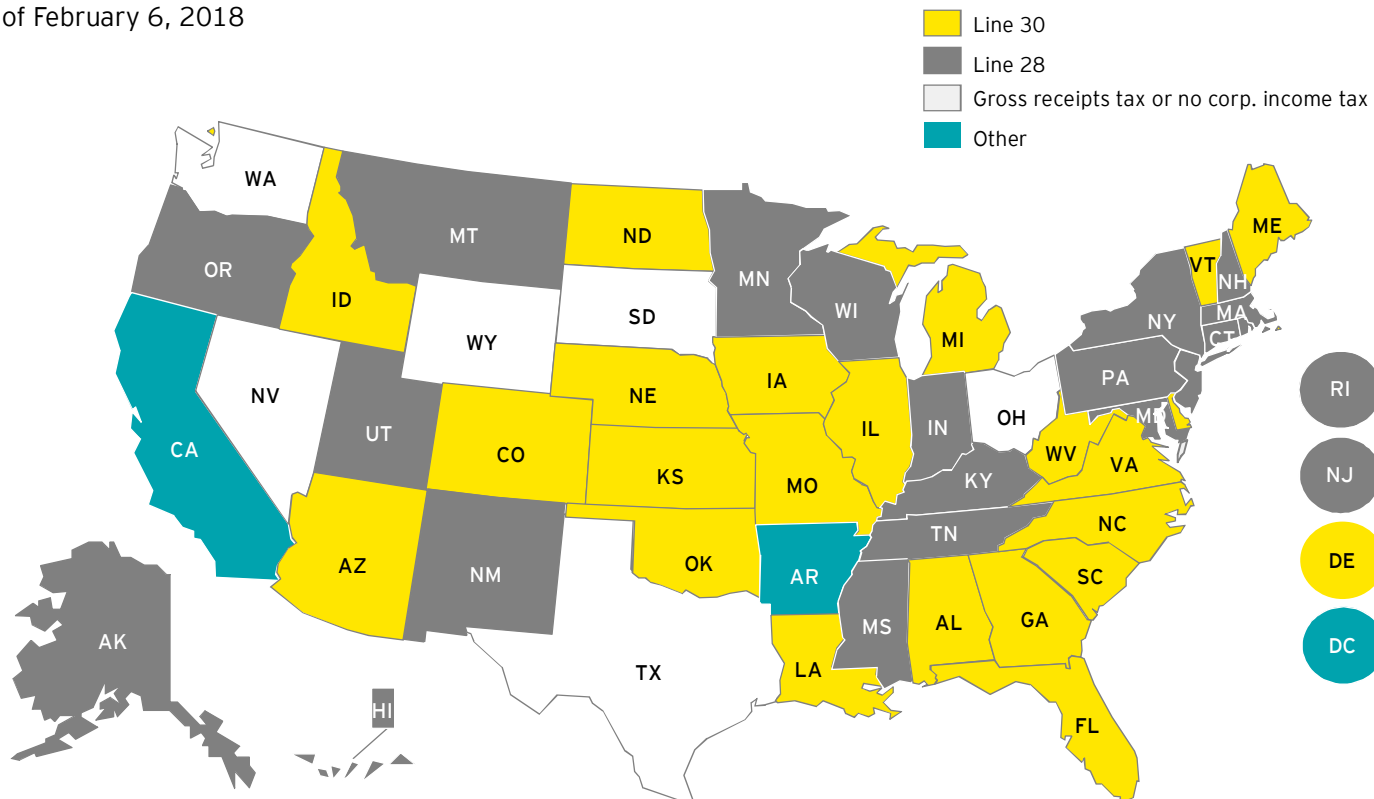 of February 6, 2018
Line 30
Line 28
Gross receipts tax or no corp. income tax
Other
WA
MT
ND
ME
OR
ID
MN
VT
NH
SD
WI
NY
MA
WY
MI
CT
NV
NE
IA
PA
RI
UT
CO
IL
IN
OH
MD
CA
KS
MO
KY
WV
VA
NJ
AZ
NM
OK
AR
TN
NC
DE
AK
MS
AL
GA
SC
DC
TX
LA
HI
FL